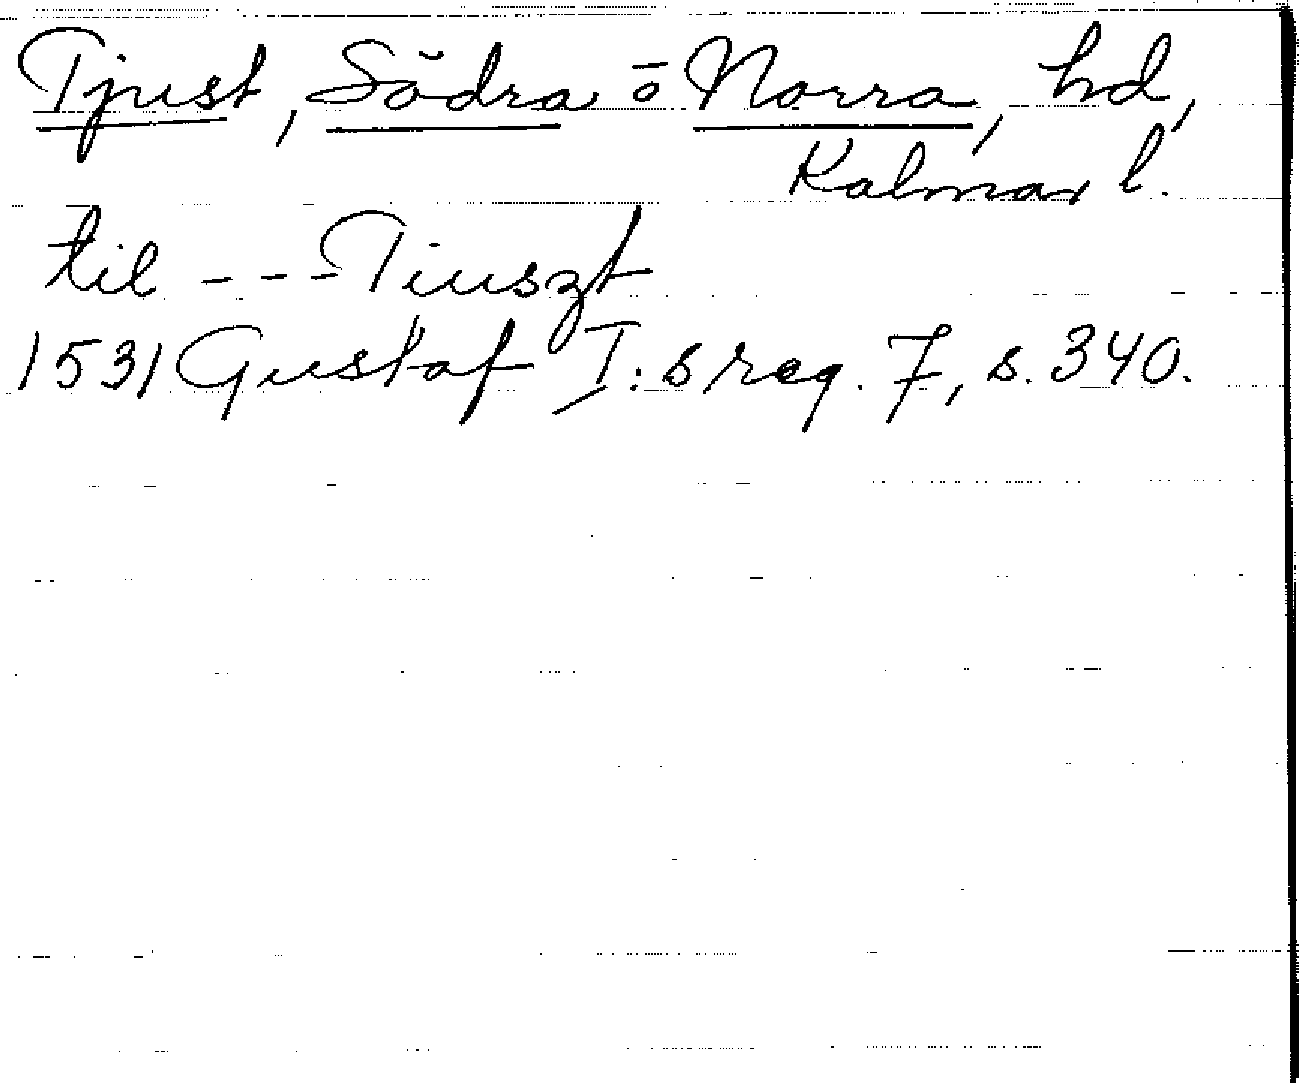 Tjust, Södra o Norra, hd,
Kalmar l.
til --- Tiuszt
1531 Gustaf I:s reg. 7, s. 340.